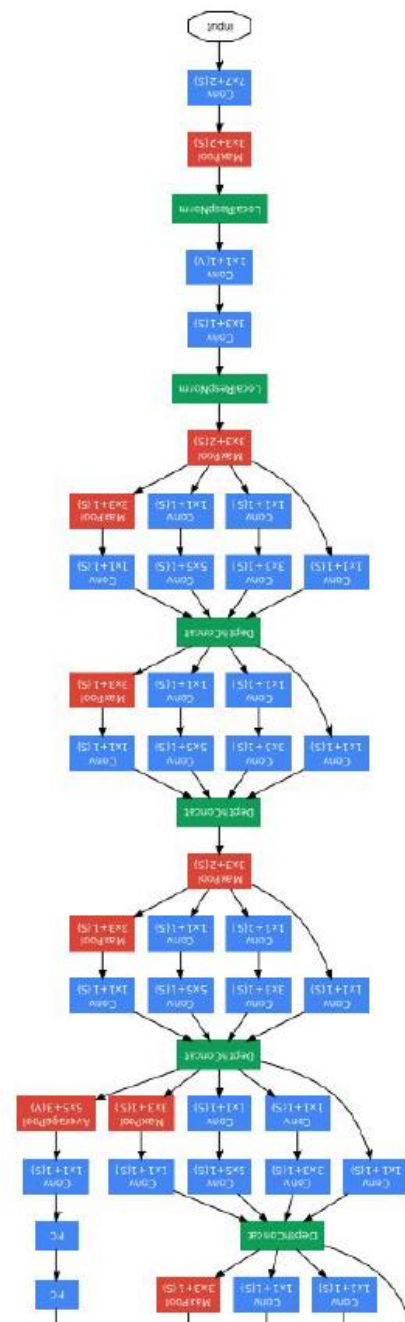 Conv Conv MaxPool
1x1+1(S) 1x1+1(S) 3x3+1(S)
FC
DepthConcat FC
Conv Conv Conv Conv Conv
1x1+1(S) 3x3+1(S) 5x5+1(S) 1x1+1(S) 1x1+1(S)
Conv Conv MaxPool AveragePool
1x1+1(S) 1x1+1(S) 3x3+1(S) 5x5+3(V)
DepthConcat
Conv Conv Conv Conv
1x1+1(S) 3x3+1(S) 5x5+1(S) 1x1+1(S)
Conv Conv MaxPool
1x1+1(S) 1x1+1(S) 3x3+1(S)
MaxPool
3x3+2(S)
DepthConcat
Conv Conv Conv Conv
1x1+1(S) 3x3+1(S) 5x5+1(S) 1x1+1(S)
Conv Conv MaxPool
1x1+1(S) 1x1+1(S) 3x3+1(S)
DepthConcat
Conv Conv Conv Conv
1x1+1(S) 3x3+1(S) 5x5+1(S) 1x1+1(S)
Conv Conv MaxPool
1x1+1(S) 1x1+1(S) 3x3+1(S)
MaxPool
3x3+2(S)
LocalRespNorm
Conv
3x3+1(S)
Conv
1x1+1(V)
LocalRespNorm
MaxPool
3x3+2(S)
Conv
7x7+2(S)
input